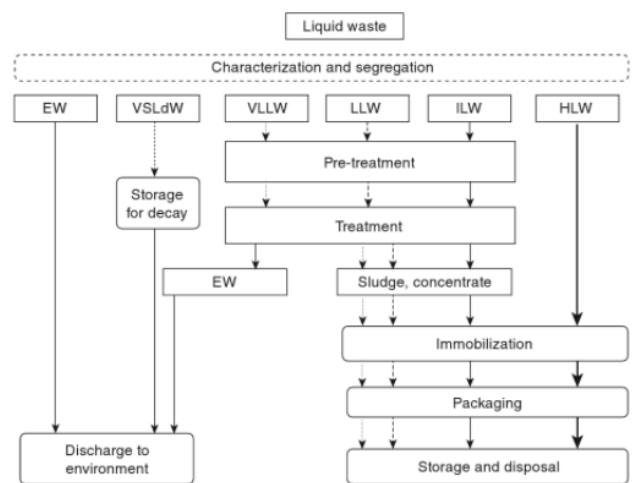 Liquid waste
Characterization and segregation
EW
VSLdW
VLLW
LLW
ILW
HLW
Pre-treatment
Storage
for decay
Treatment
EW
Sludge, concentrate
Immobilization
Packaging
Discharge to
environment
Storage and disposal